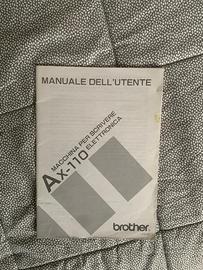 MANUALE DELL'UTENTE
MACCHINA PER SCRIVERE
ELETTRONICA
AX-110
brother